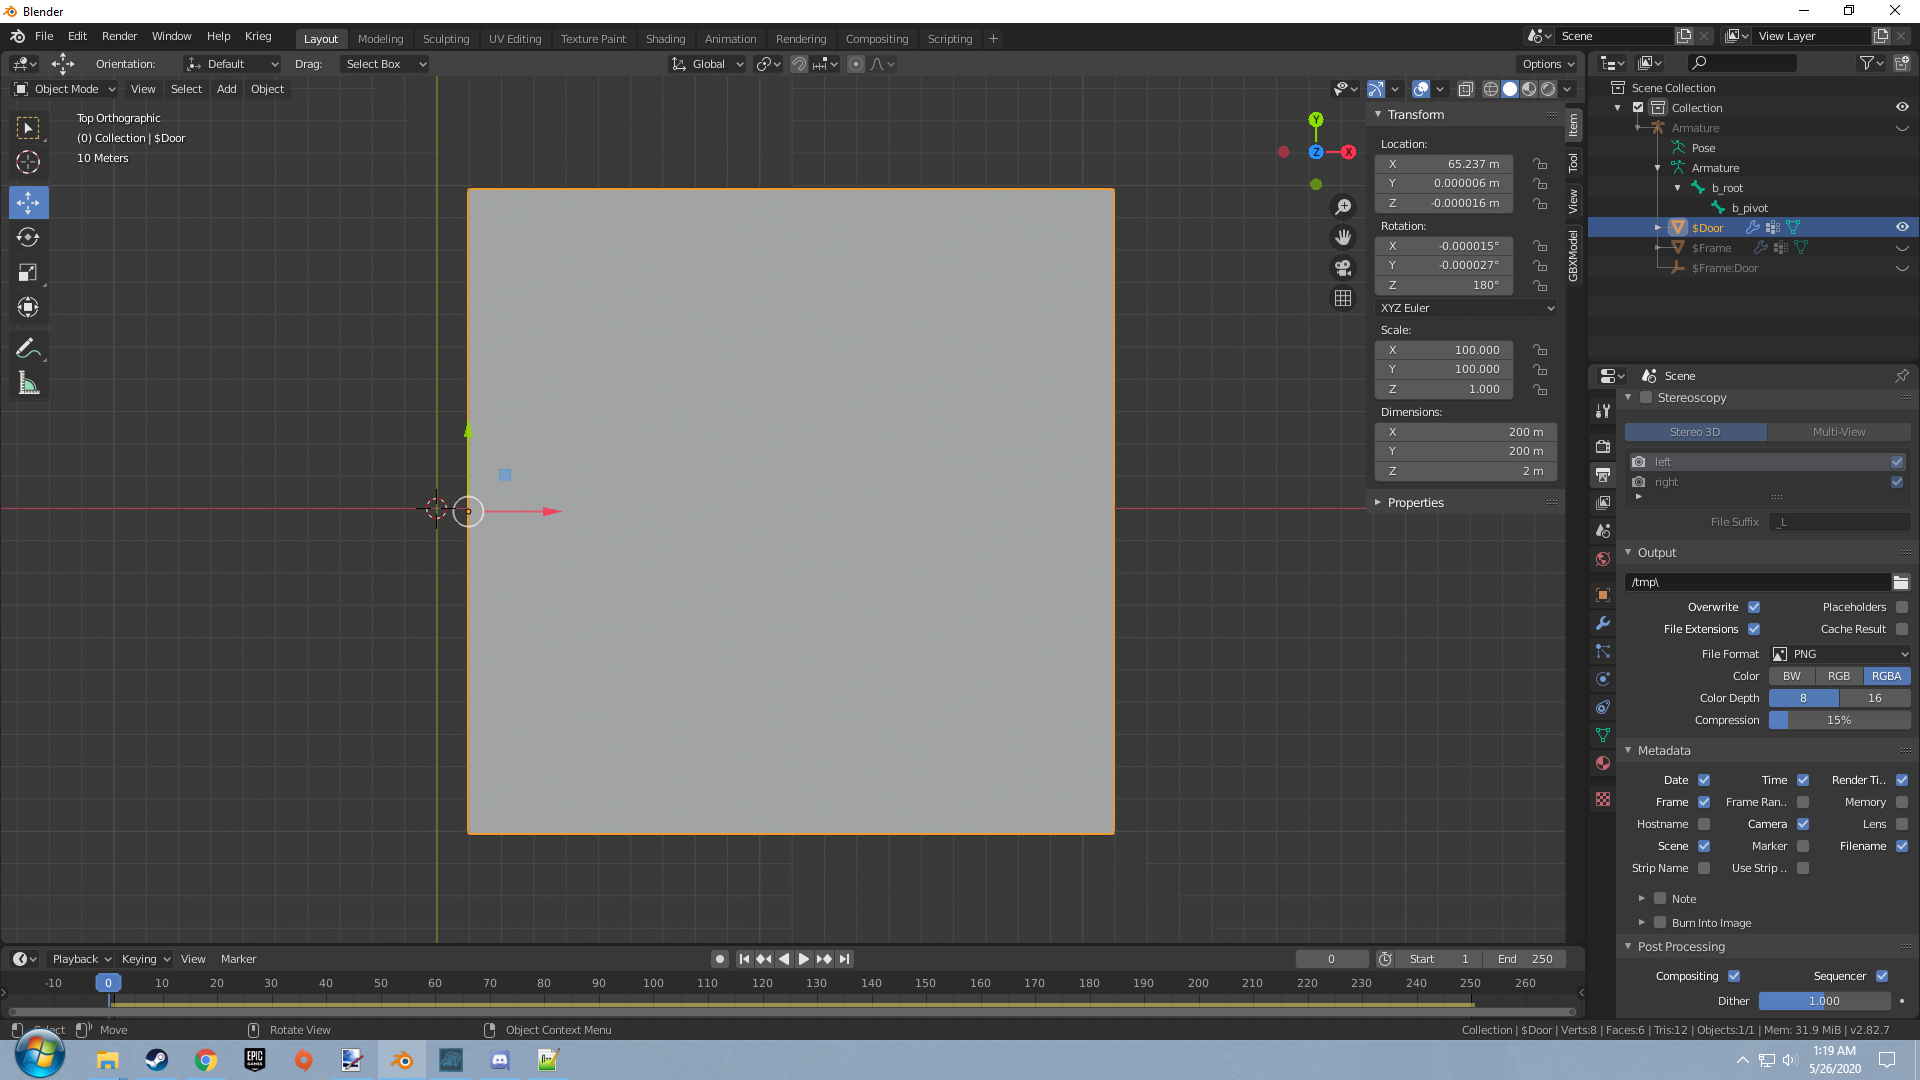 Blender
File Edit Render Window Help Krieg
Layout Modeling Sculpting UV Editing Texture Paint Shading Animation Rendering Compositing Scripting +
Scene
View Layer
Orientation: Default Drag: Select Box
Global
Options
Object Mode View Select Add Object
Top Orthographic
(0) Collection | $Door
10 Meters
Y
Z
X
Transform
Location:
X 65.237 m
Y 0.000006 m
Z -0.000016 m
Rotation:
X -0.000015°
Y -0.000027°
Z 180°
XYZ Euler
Scale:
X 100.000
Y 100.000
Z 1.000
Dimensions:
X 200 m
Y 200 m
Z 2 m
Properties
Item
Tool
View
GBXModel
Scene Collection
Collection
Armature
Pose
Armature
b_root
b_pivot
$Door
$Frame
$Frame:Door
Scene
Stereoscopy
Stereo 3D Multi-View
left
right
File Suffix _L
Output
/tmp\
Overwrite Placeholders
File Extensions Cache Result
File Format PNG
Color BW RGB RGBA
Color Depth 8 16
Compression 15%
Metadata
Date Time Render Ti..
Frame Frame Ran.. Memory
Hostname Camera Lens
Scene Marker Filename
Strip Name Use Strip ..
Note
Burn Into Image
Post Processing
Compositing Sequencer
Dither 1.000
Playback Keying View Marker
0 Start 1 End 250
-10 0 10 20 30 40 50 60 70 80 90 100 110 120 130 140 150 160 170 180 190 200 210 220 230 240 250 260
Select Move Rotate View Object Context Menu
Collection | $Door | Verts:8 | Faces:6 | Tris:12 | Objects:1/1 | Mem: 31.9 MiB | v2.82.7
EPIC
GAMES
1:19 AM
5/26/2020